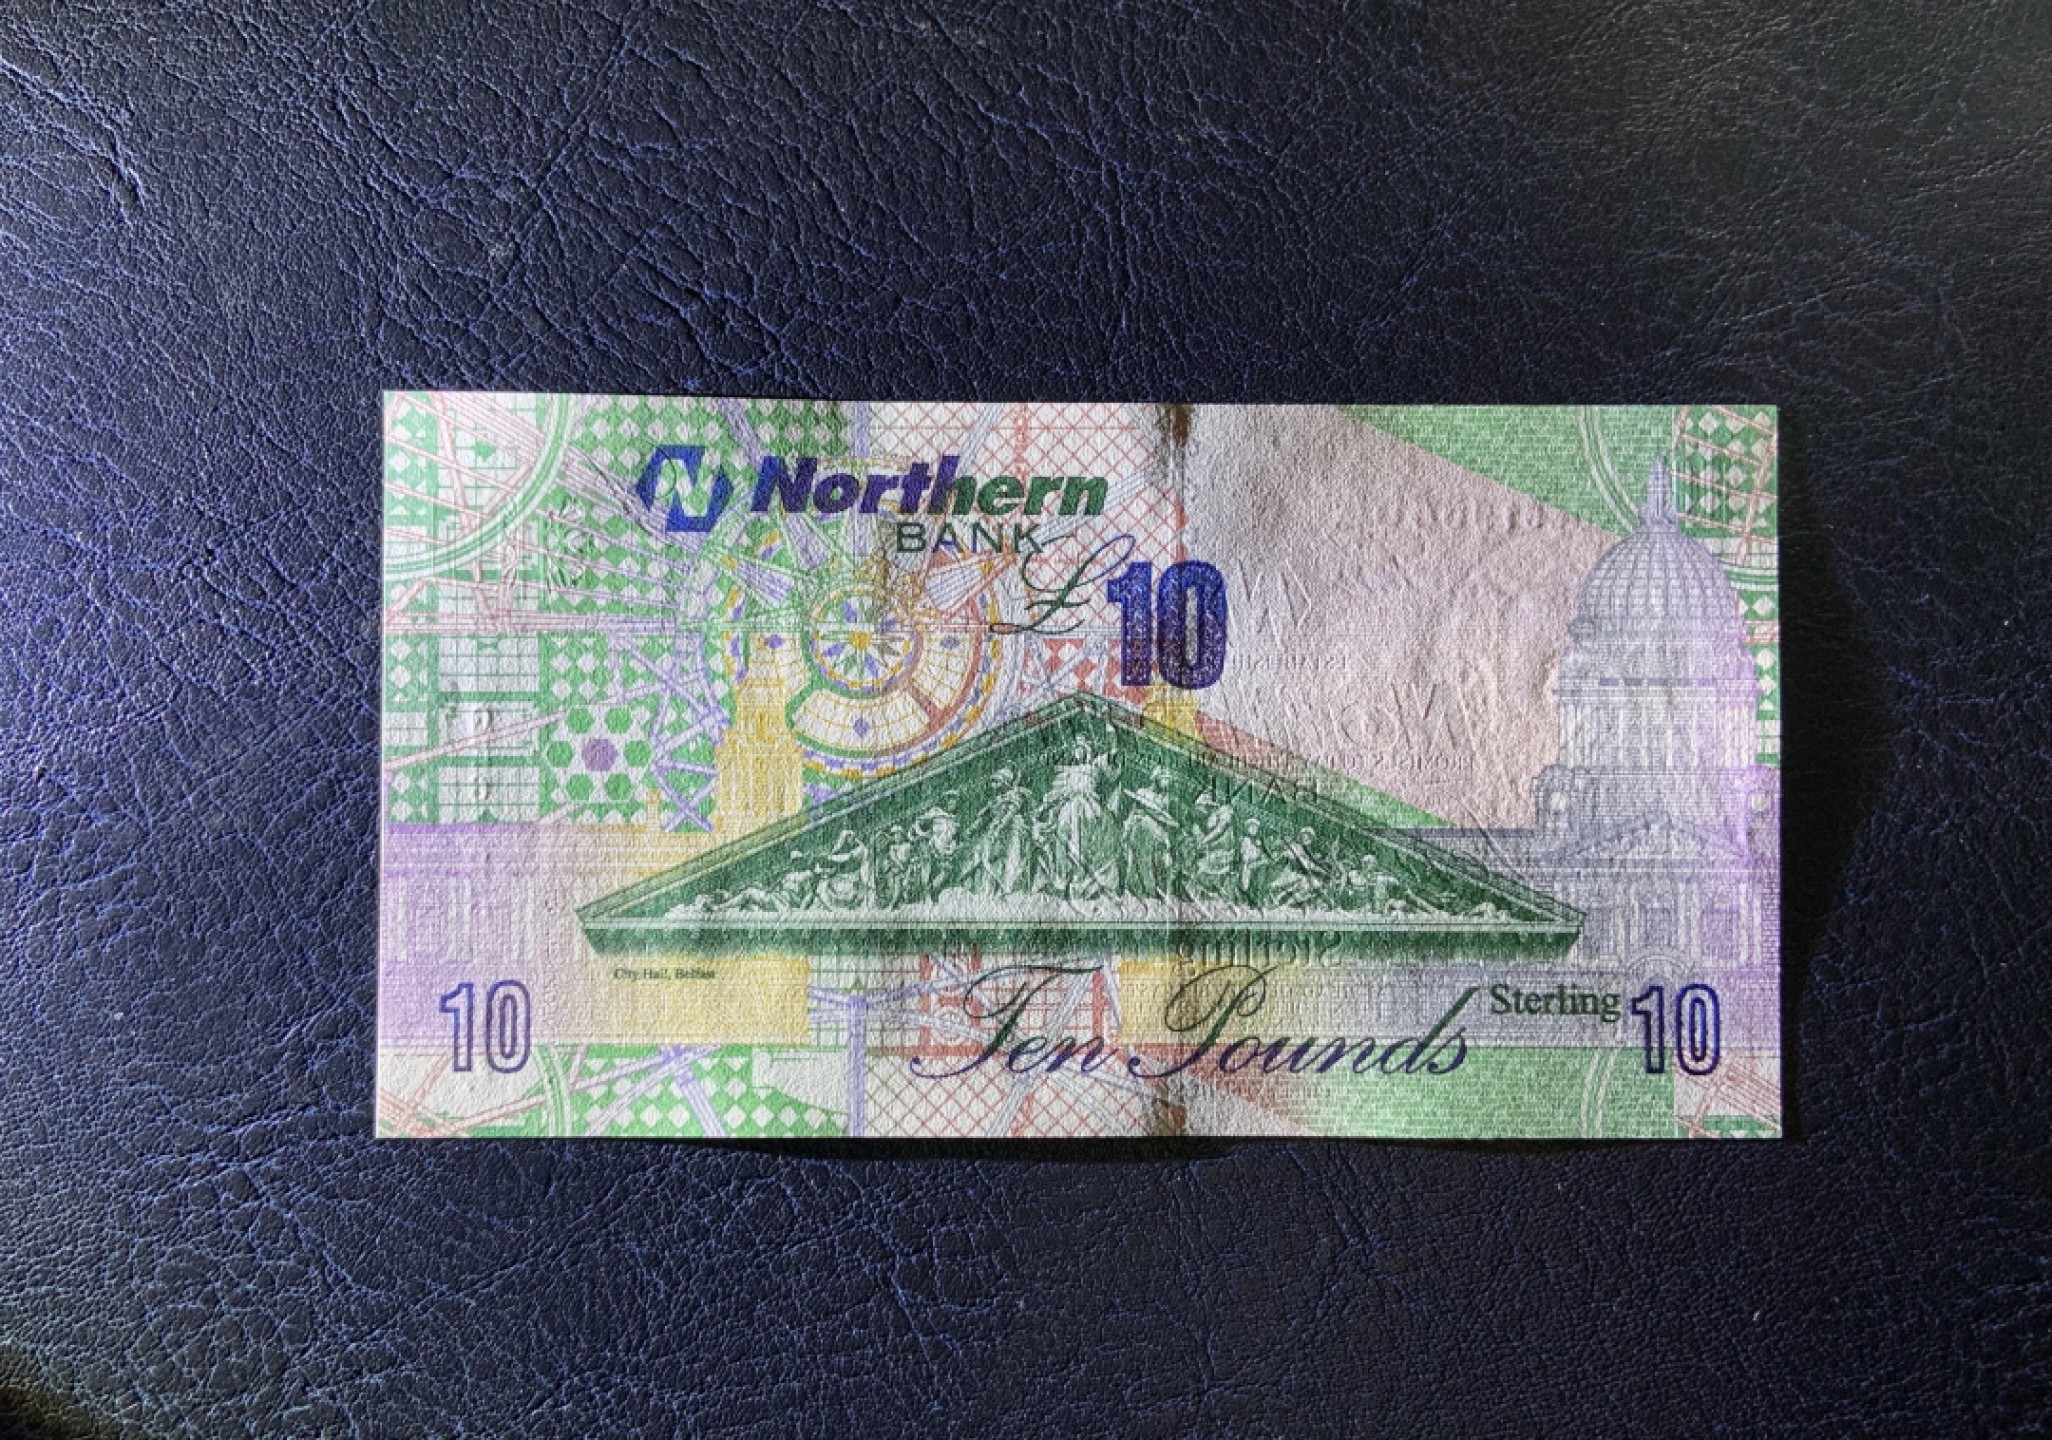 Northern
BANK
£10
City Hall, Belfast
10
Ten Pounds
Sterling
10